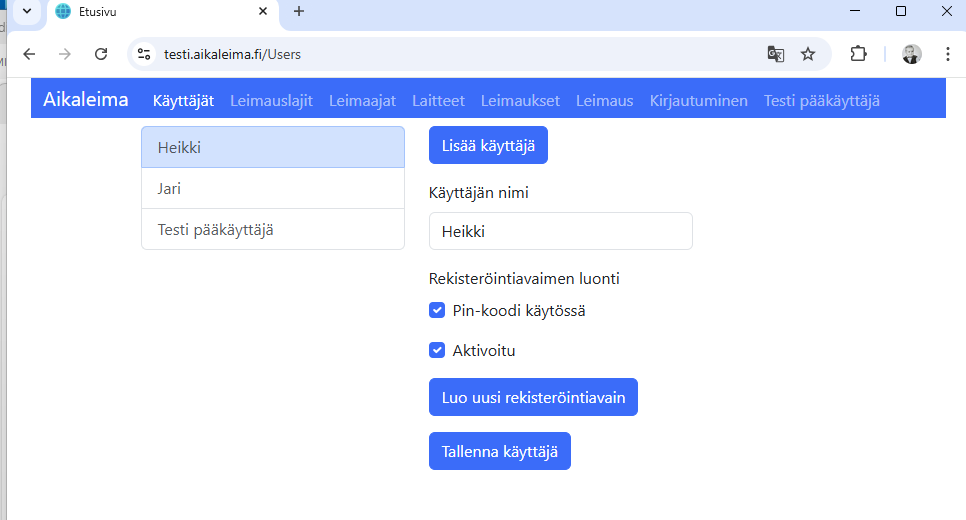 Etusivu
testi.aikaleima.fi/Users
Aikaleima Käyttäjät Leimauslajit Leimaajat Laitteet Leimaukset Leimaus Kirjautuminen Testi pääkäyttäjä
Heikki
Jari
Testi pääkäyttäjä
Lisää käyttäjä
Käyttäjän nimi
Heikki
Rekisteröintiavaimen luonti
Pin-koodi käytössä
Aktivoitu
Luo uusi rekisteröintiavain
Tallenna käyttäjä